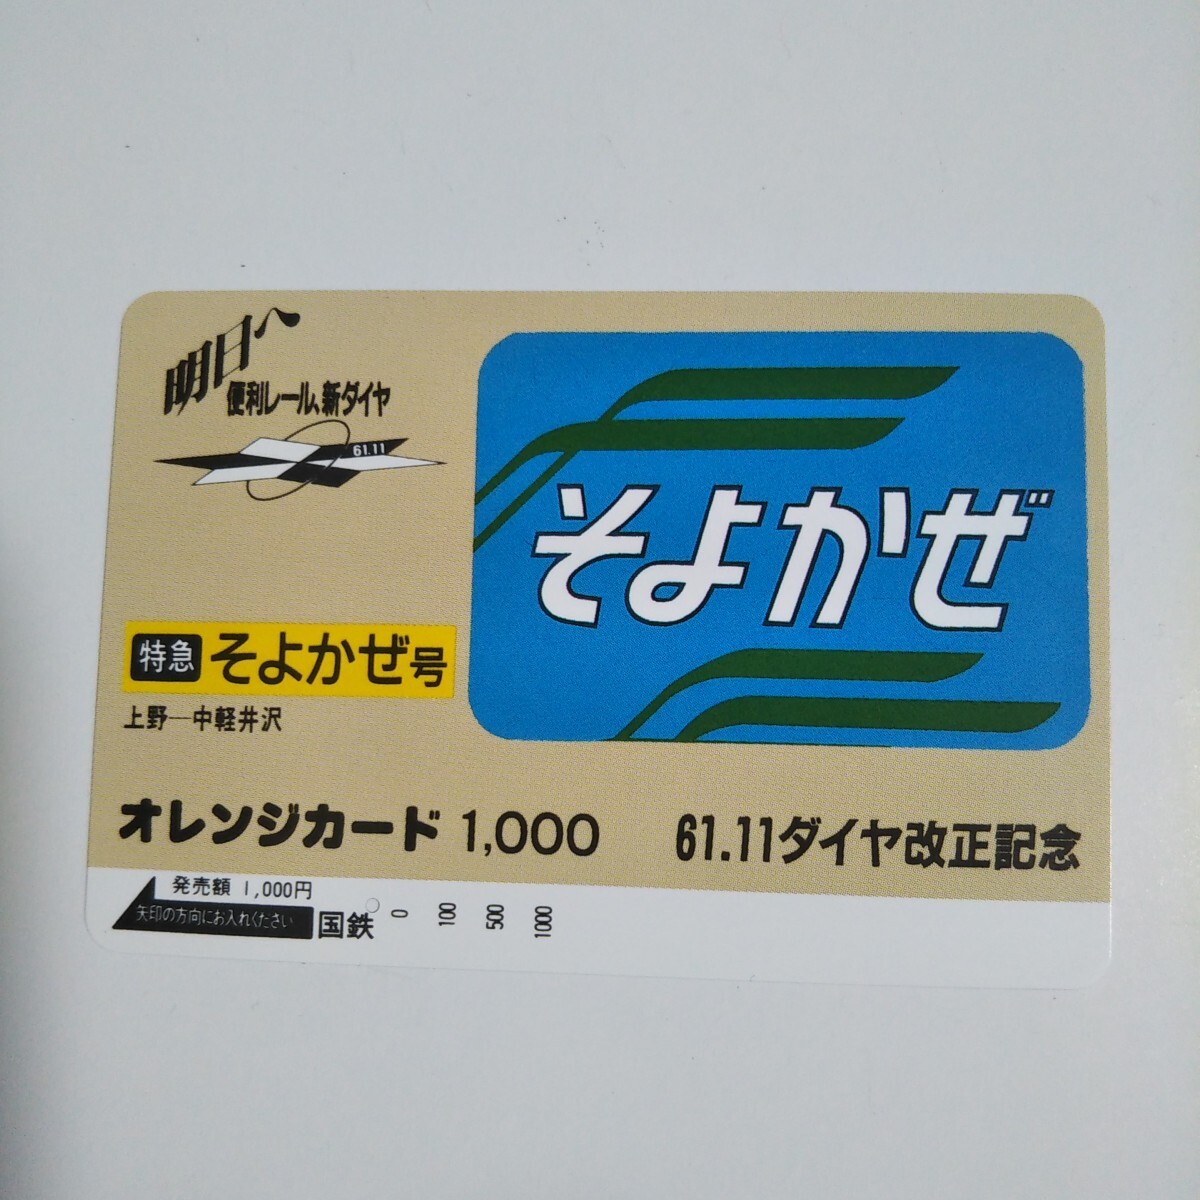 明日へ
便利レール、新ダイヤ
61.11
そよかぜ
特急 そよかぜ号
上野―中軽井沢
オレンジカード 1,000
61.11ダイヤ改正記念
発売額 1,000円
矢印の方向にお入れください
国鉄 0 100 500 1000